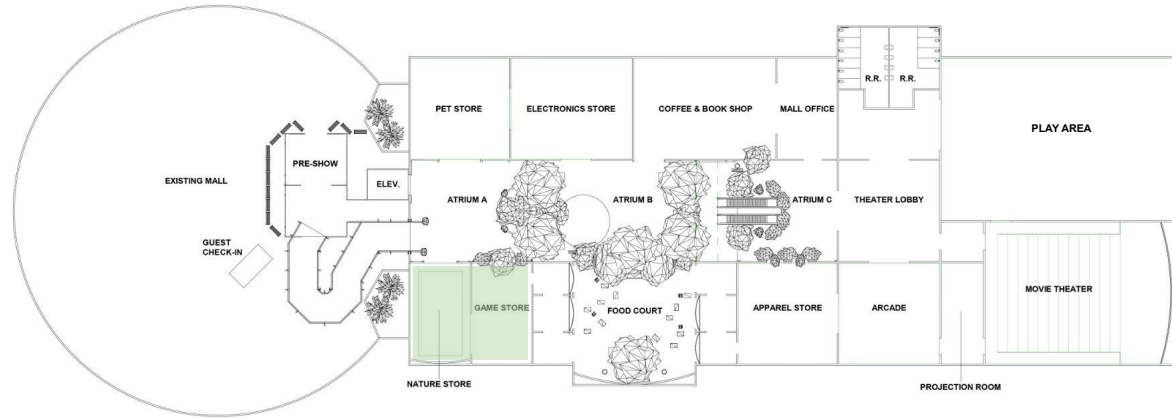 R.R.
R.R.
PET STORE
ELECTRONICS STORE
COFFEE & BOOK SHOP
MALL OFFICE
PLAY AREA
PRE-SHOW
EXISTING MALL
ELEV.
ATRIUM A
ATRIUM B
ATRIUM C
THEATER LOBBY
GUEST
CHECK-IN
GAME STORE
FOOD COURT
APPAREL STORE
ARCADE
MOVIE THEATER
NATURE STORE
PROJECTION ROOM